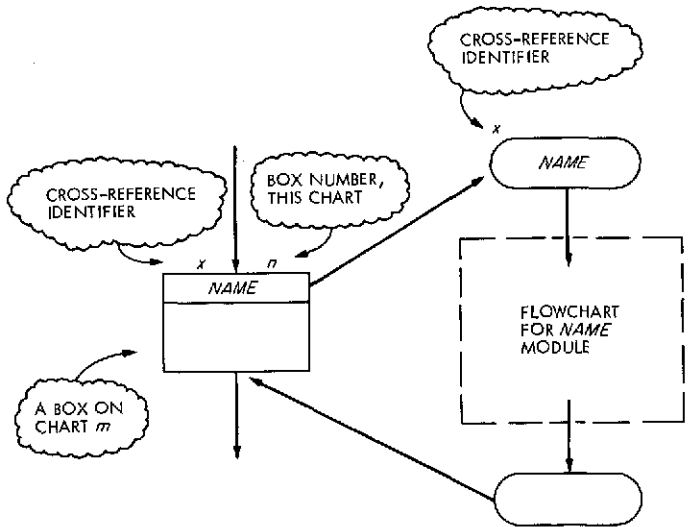 CROSS-REFERENCE
IDENTIFIER
x
NAME
CROSS-REFERENCE
IDENTIFIER
BOX NUMBER,
THIS CHART
x n
NAME
FLOWCHART
FOR NAME
MODULE
A BOX ON
CHART m